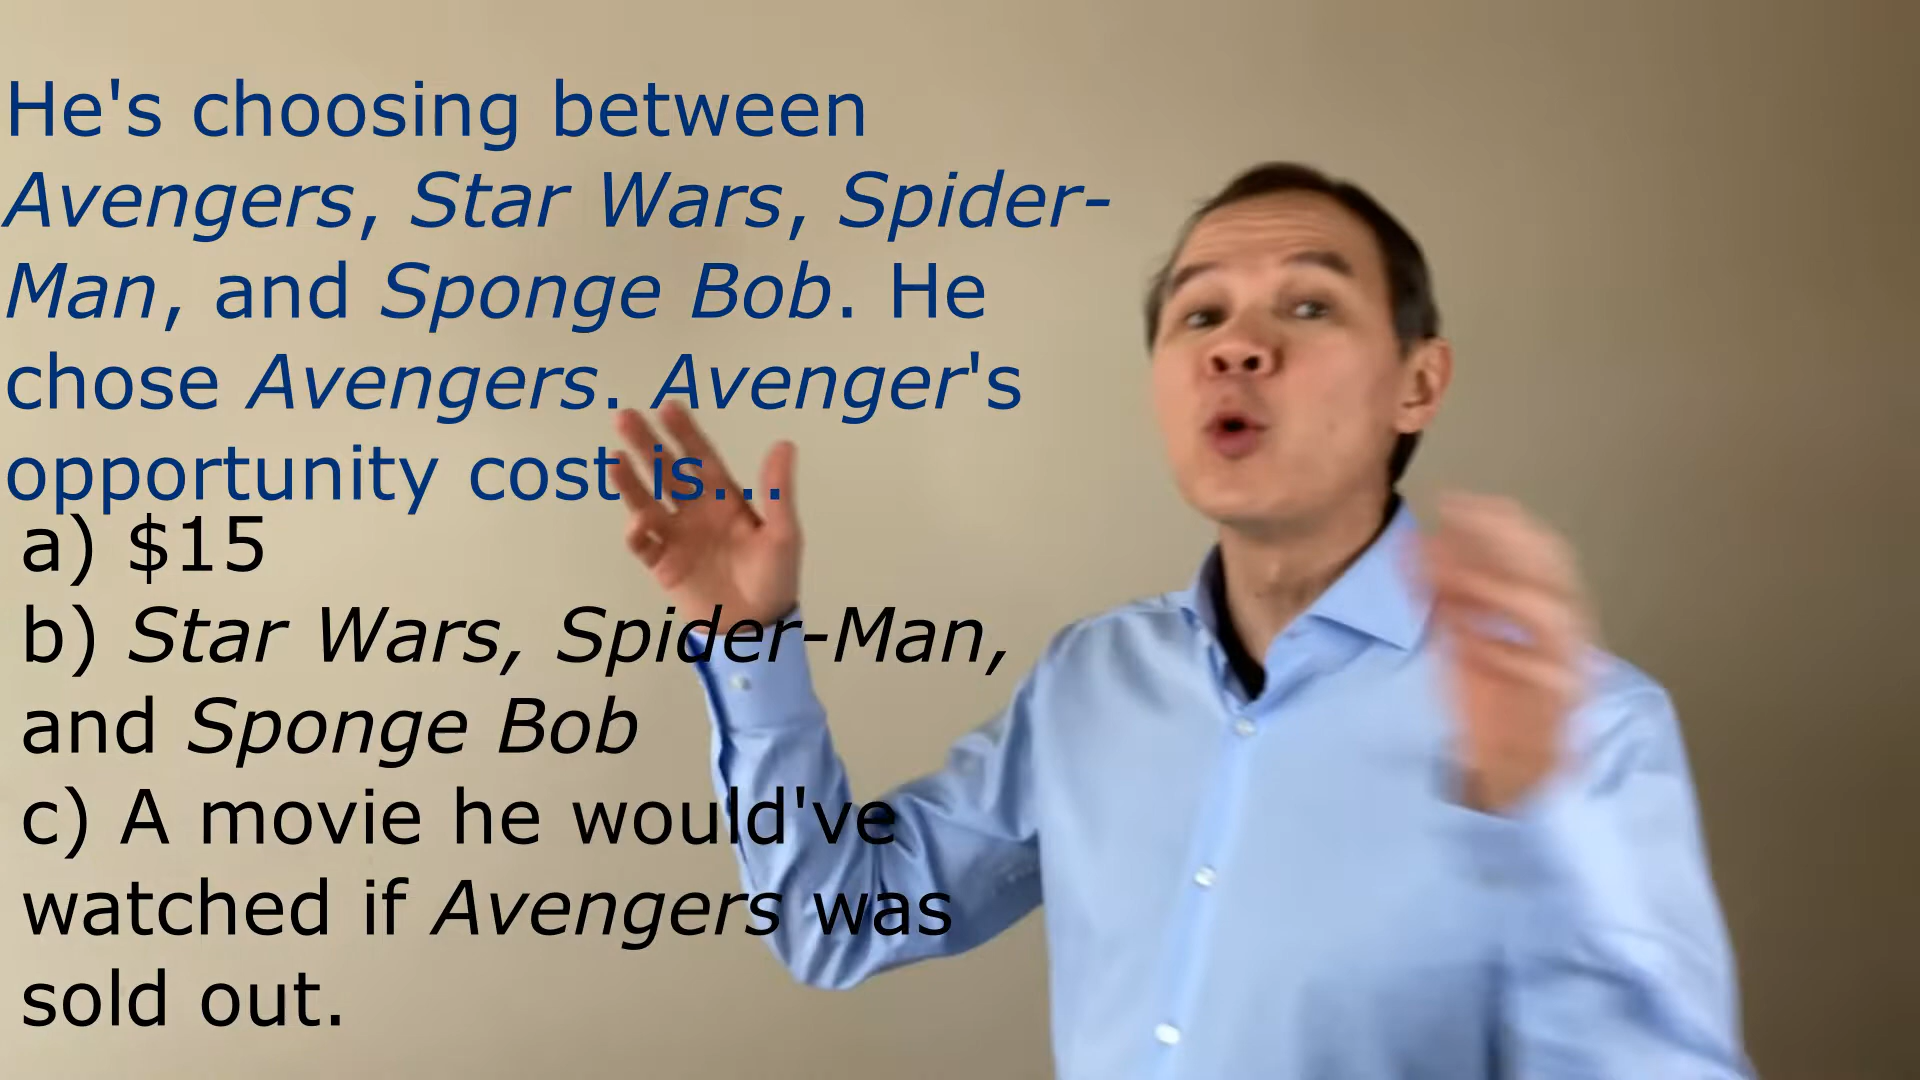 He's choosing between
Avengers, Star Wars, Spider-
Man, and Sponge Bob. He
chose Avengers. Avenger's
opportunity cost is...
a) $15
b) Star Wars, Spider-Man,
and Sponge Bob
c) A movie he would've
watched if Avengers was
sold out.